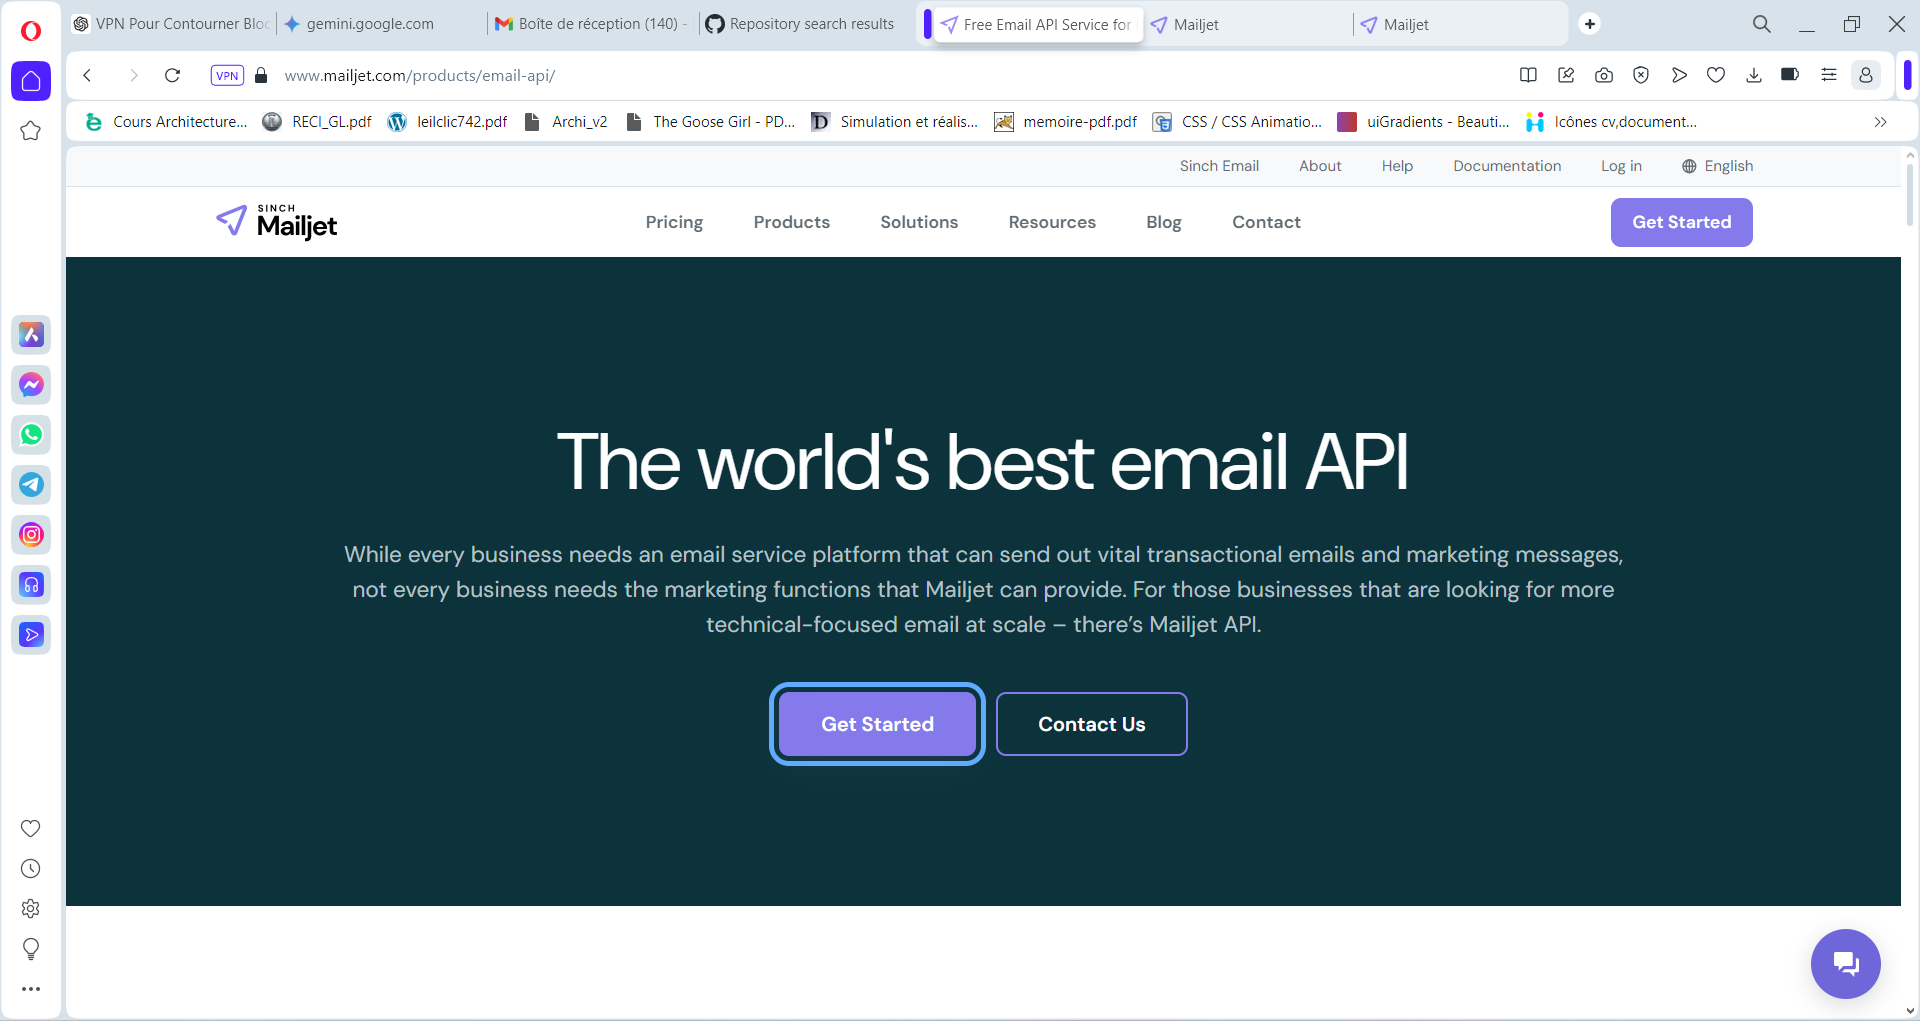 VPN Pour Contourner Bloc
gemini.google.com
Boîte de réception (140) -
Repository search results
Free Email API Service for
Mailjet
Mailjet
VPN
www.mailjet.com/products/email-api/
Cours Architecture...
RECI_GL.pdf
leilclic742.pdf
Archi_v2
The Goose Girl - PD...
Simulation et réalis...
memoire-pdf.pdf
CSS / CSS Animatio...
uiGradients - Beauti...
Icônes cv,document...
Sinch Email
About
Help
Documentation
Log in
English
SINCH
Mailjet
Pricing
Products
Solutions
Resources
Blog
Contact
Get Started
The world's best email API
While every business needs an email service platform that can send out vital transactional emails and marketing messages,
not every business needs the marketing functions that Mailjet can provide. For those businesses that are looking for more
technical-focused email at scale – there’s Mailjet API.
Get Started
Contact Us